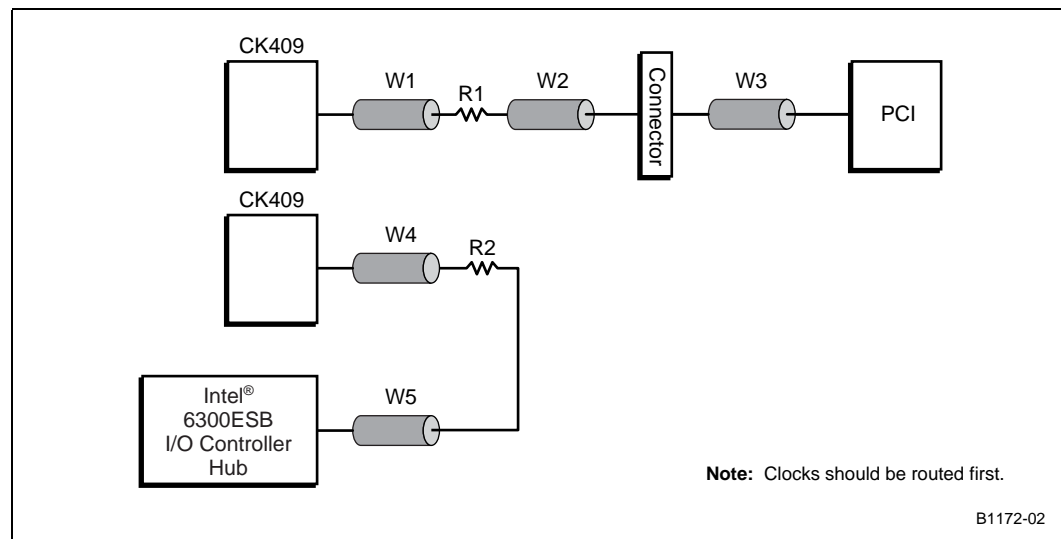 CK409
W1
R1
W2
Connector
W3
PCI
CK409
W4
R2
Intel®
6300ESB
I/O Controller
Hub
W5
Note: Clocks should be routed first.
B1172-02